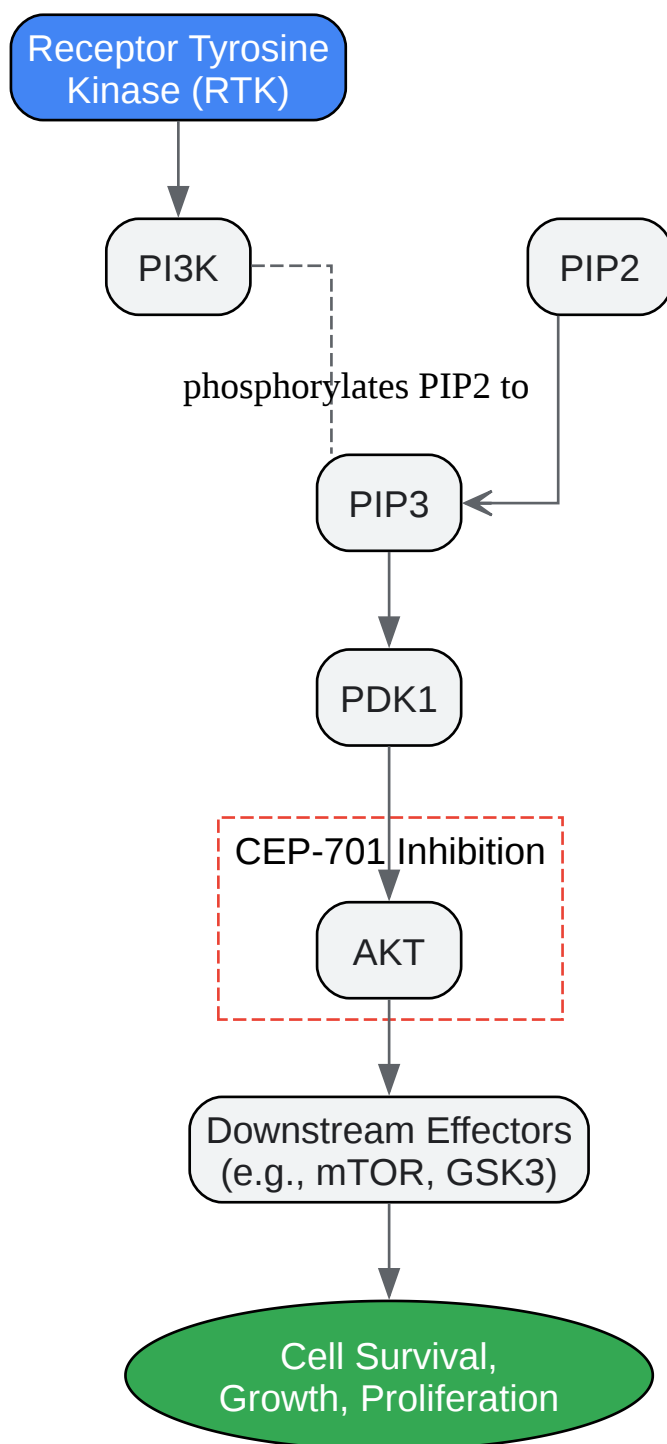 Receptor Tyrosine
Kinase (RTK)
PI3K
PIP2
phosphorylates PIP2 to
PIP3
PDK1
CEP-701 Inhibition
AKT
Downstream Effectors
(e.g., mTOR, GSK3)
Cell Survival,
Growth, Proliferation